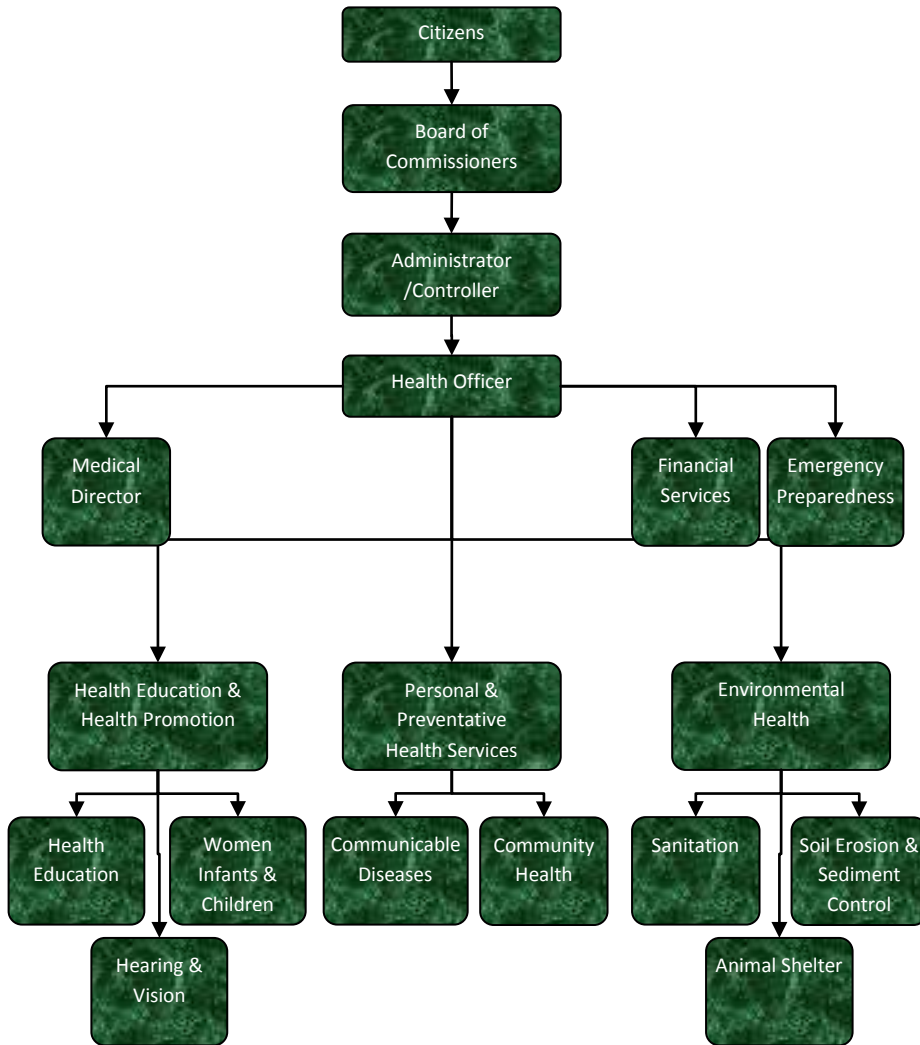 Citizens
Board of
Commissioners
Administrator
/Controller
Health Officer
Medical
Director
Financial
Services
Emergency
Preparedness
Health Education &
Health Promotion
Personal &
Preventative
Health Services
Environmental
Health
Health
Education
Women
Infants &
Children
Communicable
Diseases
Community
Health
Sanitation
Soil Erosion &
Sediment
Control
Hearing &
Vision
Animal Shelter